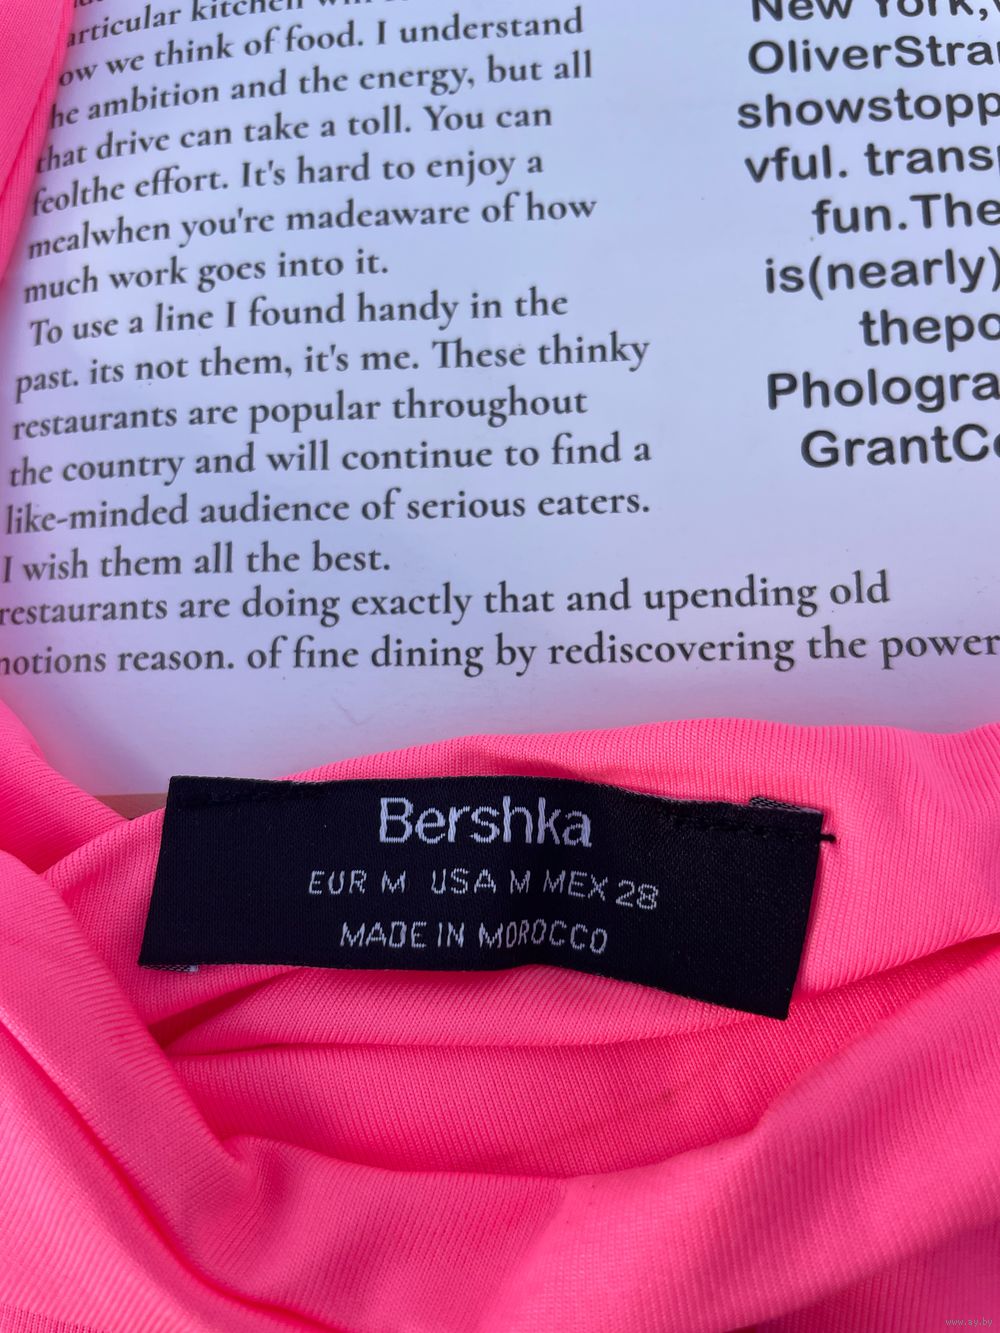 articular kitchen
ow we think of food. I understand
he ambition and the energy, but all
that drive can take a toll. You can
feolthe effort. It's hard to enjoy a
mealwhen you're madeaware of how
much work goes into it.
To use a line I found handy in the
past. its not them, it's me. These thinky
restaurants are popular throughout
the country and will continue to find a
like-minded audience of serious eaters.
I wish them all the best.
restaurants are doing exactly that and upending old
notions reason. of fine dining by rediscovering the power
New York,
OliverStra
showstopp
vful. transp
fun.The
is(nearly)
thepo
Phologra
GrantCo
Bershka
EUR M USA M MEX 28
MADE IN MOROCCO
www.ay.by